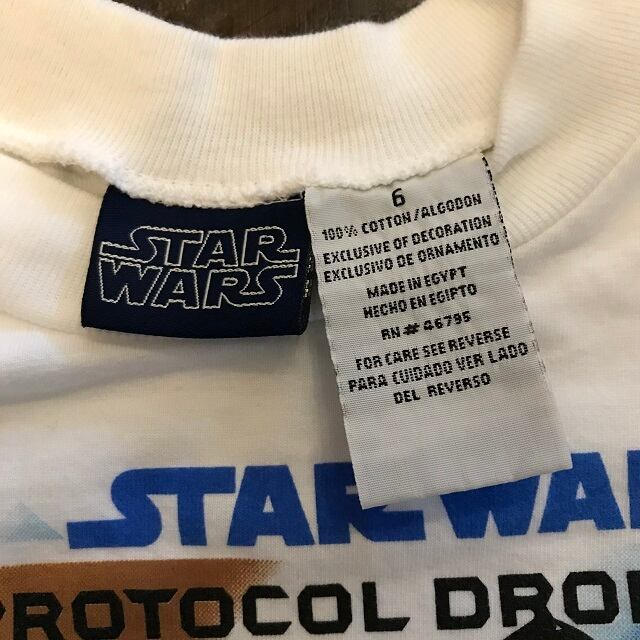 STAR
WARS
6
100% COTTON/ALGODON
EXCLUSIVE OF DECORATION
EXCLUSIVO DE ORNAMENTO
MADE IN EGYPT
HECHO EN EGIPTO
RN # 46795
FOR CARE SEE REVERSE
PARA CUIDADO VER LADO
DEL REVERSO
STAR WA
PROTOCOL DRO